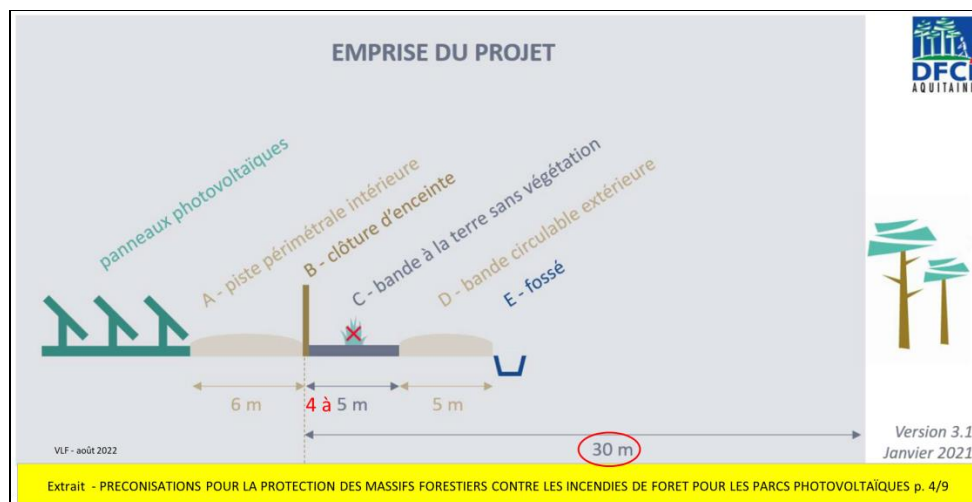 EMPRISE DU PROJET
DFCI
AQUITAINE
panneaux photovoltaïques
A - piste périmétrale intérieure
B - clôture d'enceinte
C - bande à la terre sans végétation
D - bande circulable extérieure
E - fossé
6 m
4 à 5 m
5 m
30 m
VLF - août 2022
Version 3.1
Janvier 2021
Extrait - PRECONISATIONS POUR LA PROTECTION DES MASSIFS FORESTIERS CONTRE LES INCENDIES DE FORET POUR LES PARCS PHOTOVOLTAÏQUES p. 4/9